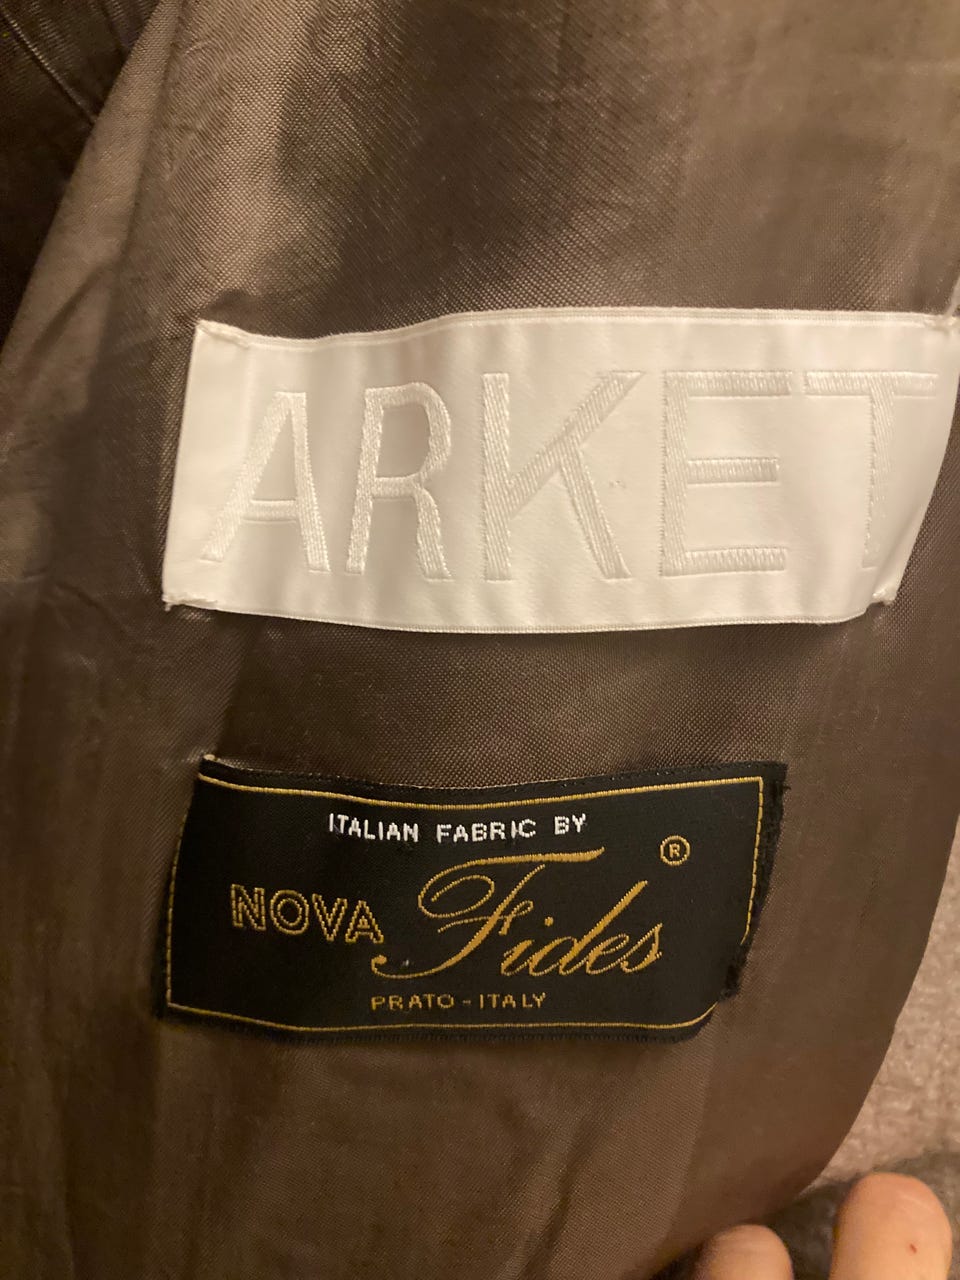 ARKET
ITALIAN FABRIC BY
®
NOVA Fides
PRATO - ITALY